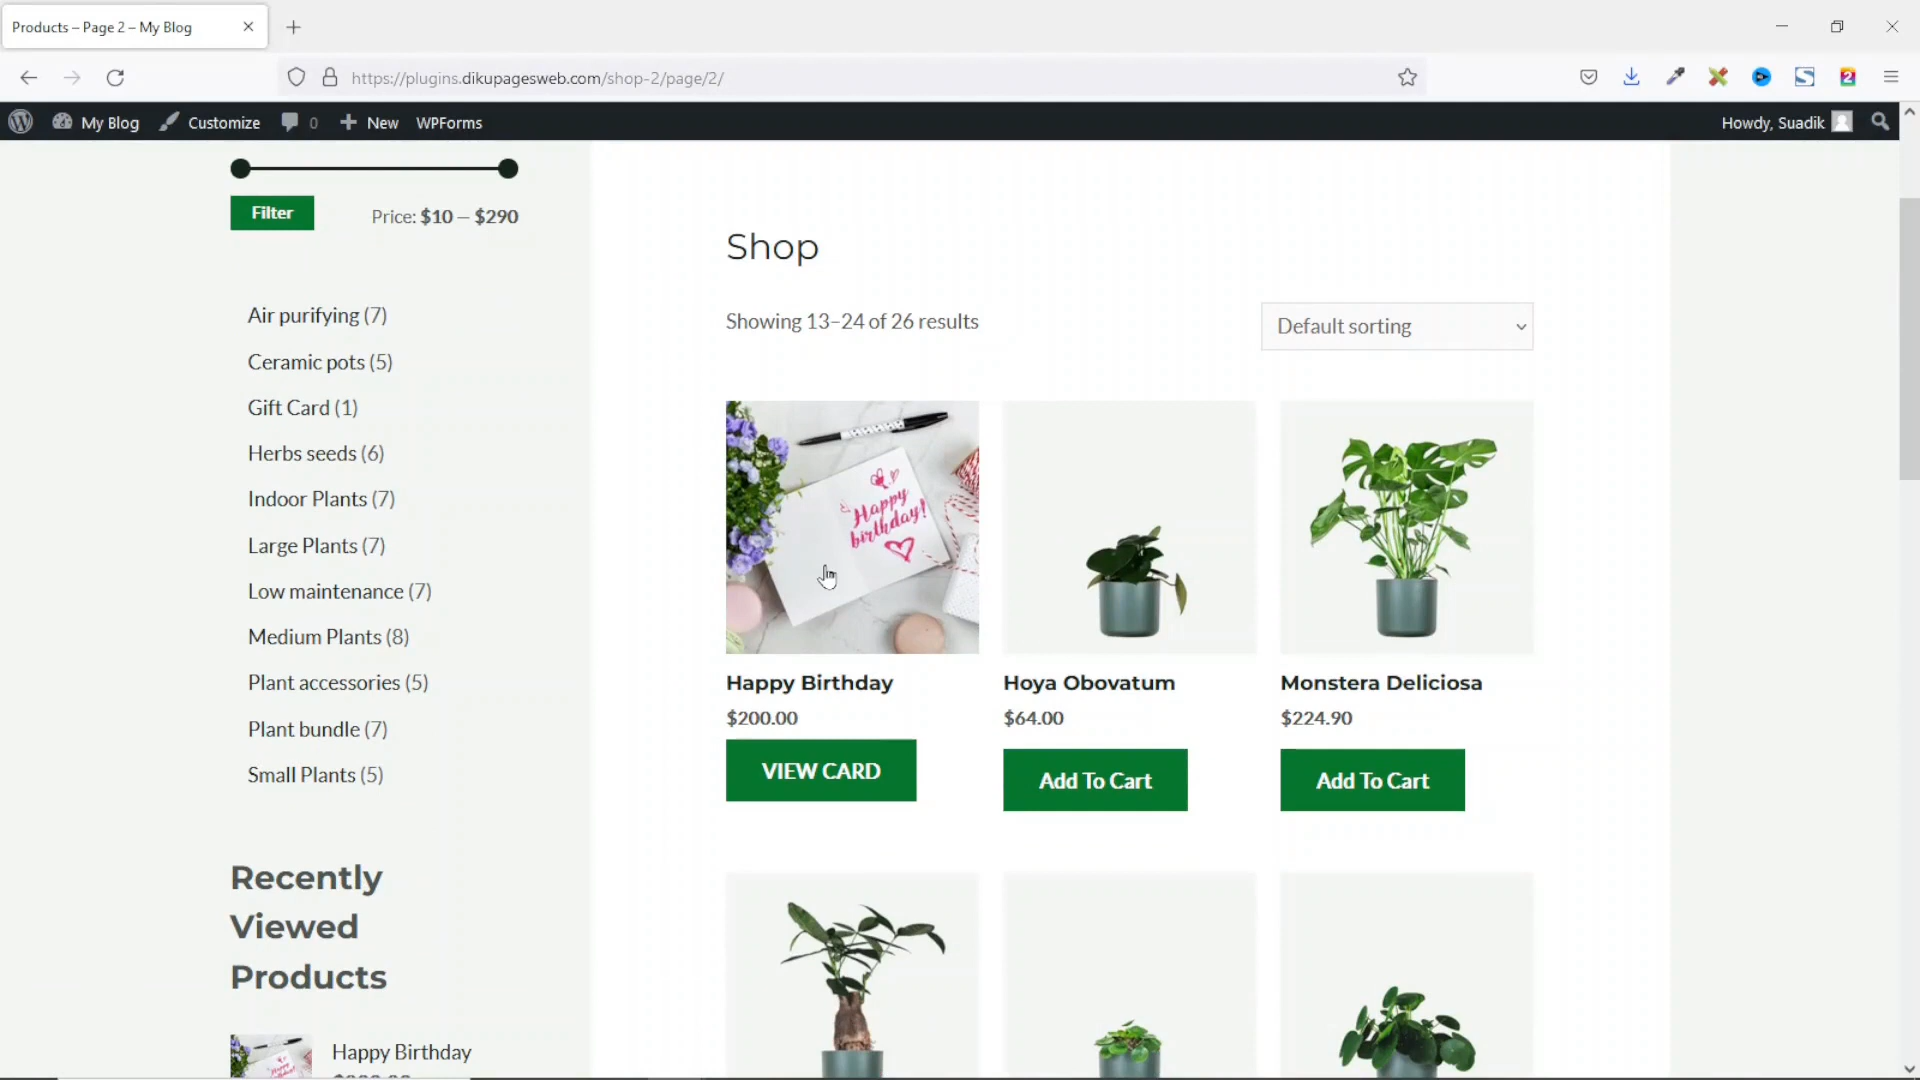 Products – Page 2 – My Blog
https://plugins.dikupagesweb.com/shop-2/page/2/
My Blog
Customize
0
New
WPForms
Howdy, Suadik
Filter
Price: $10 — $290
Air purifying (7)
Ceramic pots (5)
Gift Card (1)
Herbs seeds (6)
Indoor Plants (7)
Large Plants (7)
Low maintenance (7)
Medium Plants (8)
Plant accessories (5)
Plant bundle (7)
Small Plants (5)
Recently
Viewed
Products
Happy Birthday
Shop
Showing 13–24 of 26 results
Default sorting
Happy
birthday!
Happy Birthday
$200.00
VIEW CARD
Hoya Obovatum
$64.00
Add To Cart
Monstera Deliciosa
$224.90
Add To Cart